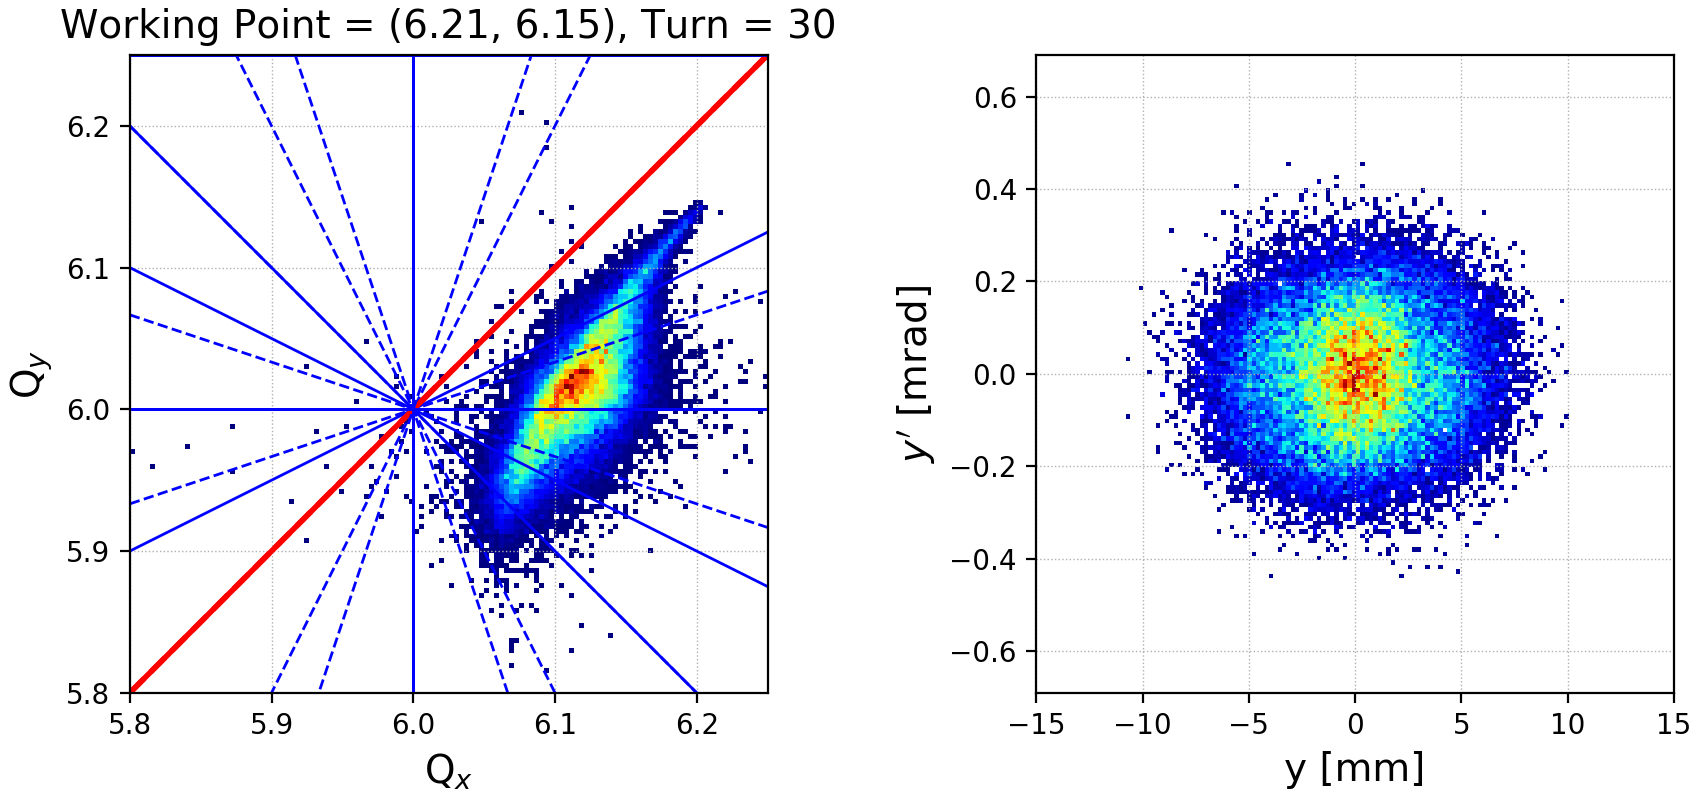 Working Point = (6.21, 6.15), Turn = 30
6.2
6.1
6.0
5.9
5.8
Q_y
5.8 5.9 6.0 6.1 6.2
Q_x
0.6
0.4
0.2
0.0
−0.2
−0.4
−0.6
y′ [mrad]
−15 −10 −5 0 5 10 15
y [mm]